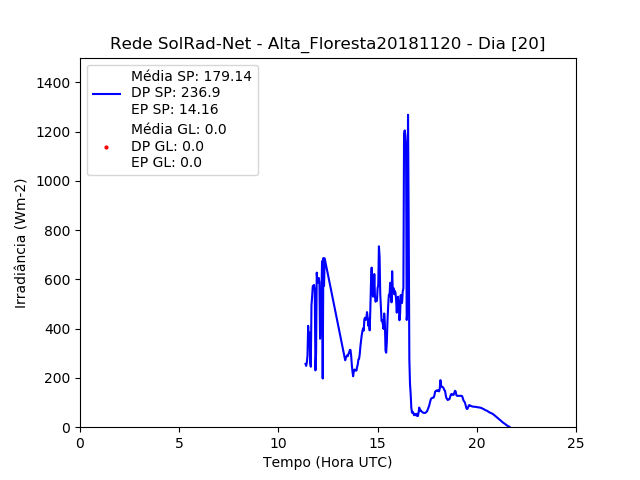 Rede SolRad-Net - Alta_Floresta20181120 - Dia [20]
Média SP: 179.14
DP SP: 236.9
EP SP: 14.16
Média GL: 0.0
DP GL: 0.0
EP GL: 0.0
1400
1200
1000
800
600
400
200
0
Irradiância (Wm-2)
0 5 10 15 20 25
Tempo (Hora UTC)